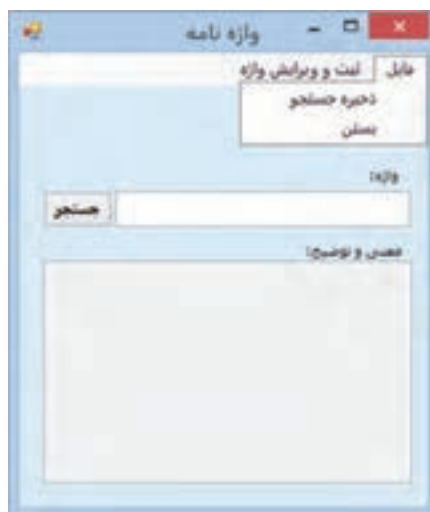 واژه نامه
فایل ثبت و ویرایش واژه
ذخیره جستجو
بستن
واژه:
جستجو
معنی و توضیح: